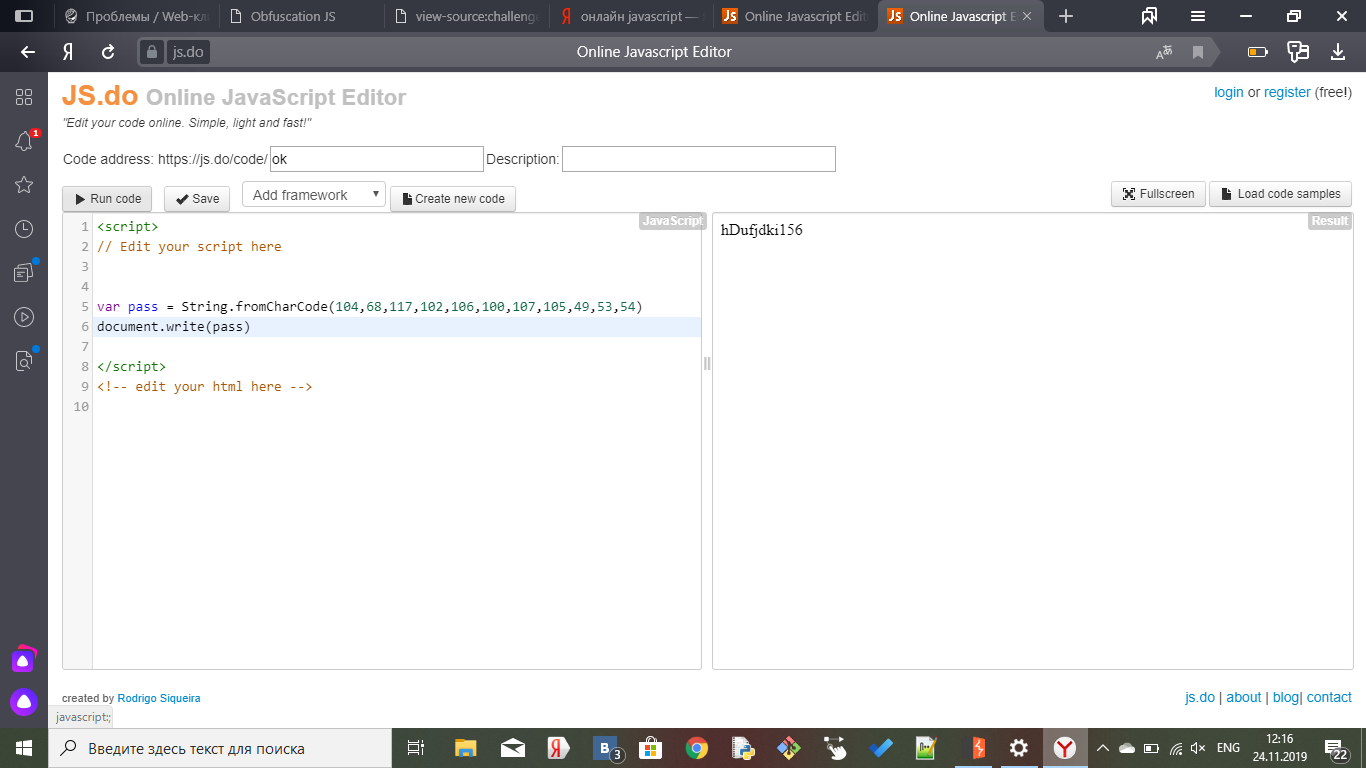 Проблемы / Web-кл
Obfuscation JS
view-source:challenge
Я онлайн javascript — Я
JS Online Javascript Edit
JS Online Javascript E
Я
js.do
Online Javascript Editor
1
JS.do Online JavaScript Editor
login or register (free!)
"Edit your code online. Simple, light and fast!"
Code address: https://js.do/code/ ok Description:
Run code Save Add framework Create new code Fullscreen Load code samples
JavaScript
Result
1 <script>
2 // Edit your script here
3
4
5 var pass = String.fromCharCode(104,68,117,102,106,100,107,105,49,53,54)
6 document.write(pass)
7
8 </script>
9 <!-- edit your html here -->
10
hDufjdki156
created by Rodrigo Siqueira
js.do | about | blog| contact
javascript:;
Введите здесь текст для поиска
Я
B 3
Y
ENG
12:16
24.11.2019
22